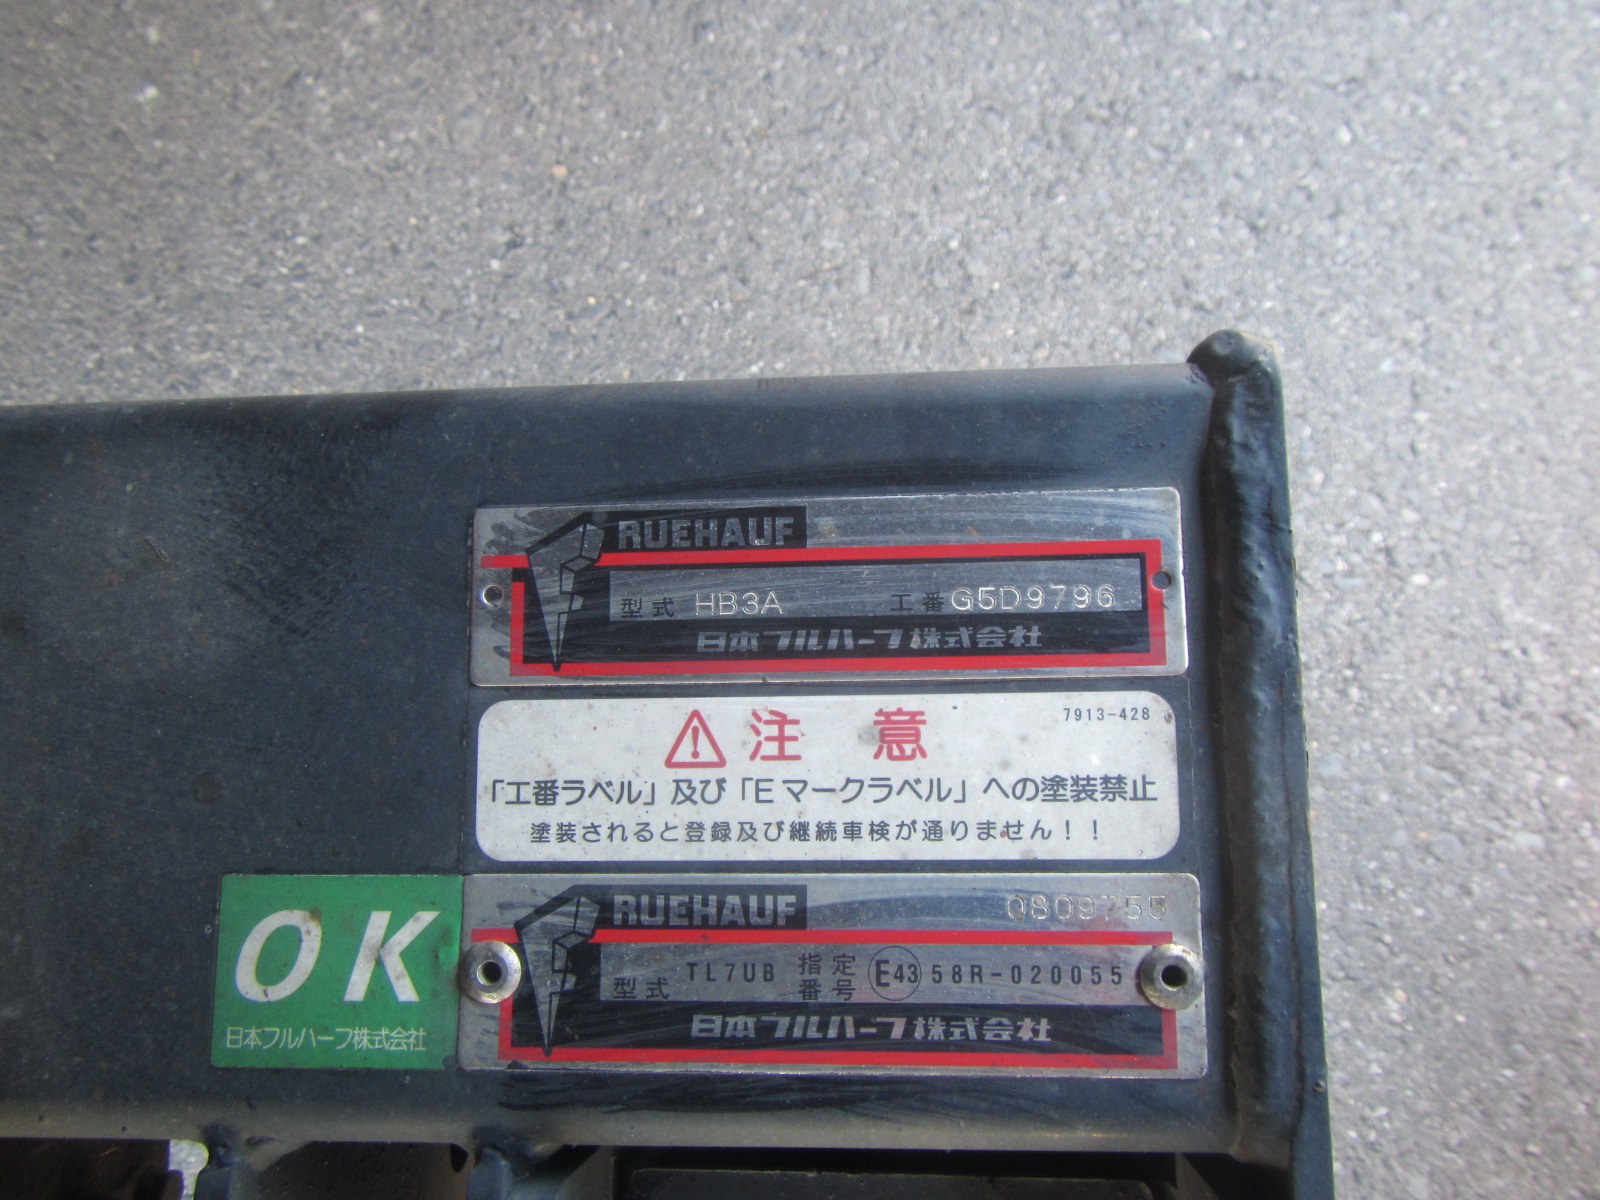 FRUEHAUF
型式 HB3A 工番 G5D9796
日本フルハーフ株式会社
7913-428
⚠ 注 意
「工番ラベル」及び「Eマークラベル」への塗装禁止
塗装されると登録及び継続車検が通りません!!
OK
日本フルハーフ株式会社
FRUEHAUF 0809755
型式 TL7UB 指定番号 E43 58R-020055
日本フルハーフ株式会社